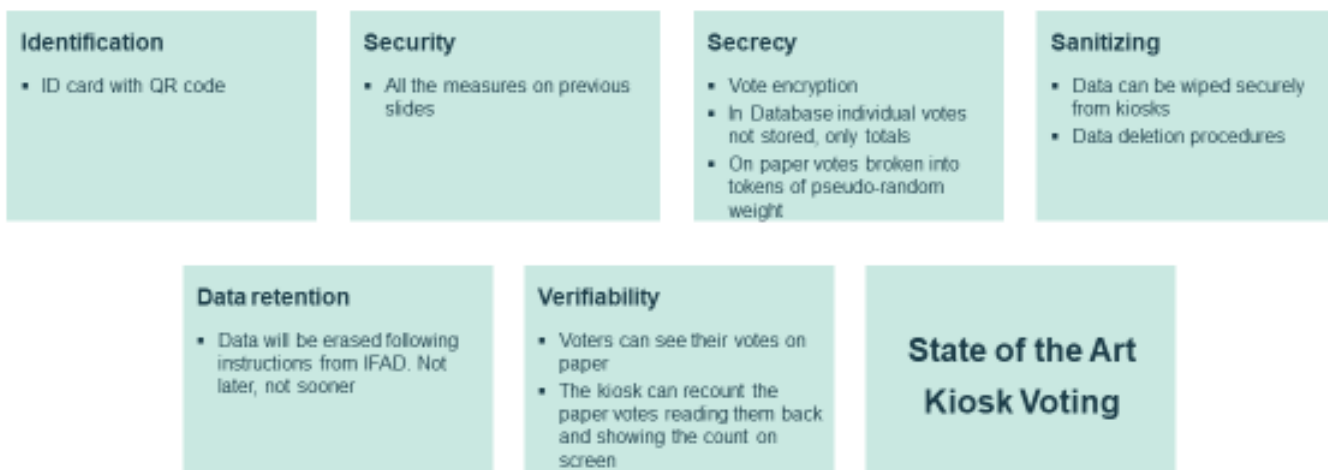 Identification
▪ ID card with QR code
Security
▪ All the measures on previous
slides
Secrecy
▪ Vote encryption
▪ In Database individual votes
not stored, only totals
▪ On paper votes broken into
tokens of pseudo-random
weight
Sanitizing
▪ Data can be wiped securely
from kiosks
▪ Data deletion procedures
Data retention
▪ Data will be erased following
instructions from IFAD. Not
later, not sooner
Verifiability
▪ Voters can see their votes on
paper
▪ The kiosk can recount the
paper votes reading them back
and showing the count on
screen
State of the Art
Kiosk Voting